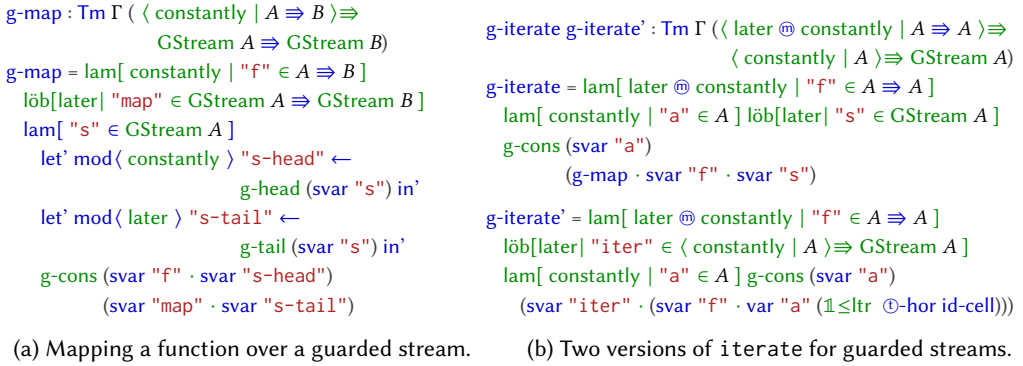 g-map : Tm Γ ( ⟨ constantly ∣ A ⇛ B ⟩⇛
GStream A ⇛ GStream B)
g-map = lam[ constantly ∣ "f" ∈ A ⇛ B ]
löb[later∣ "map" ∈ GStream A ⇛ GStream B ]
lam[ "s" ∈ GStream A ]
let' mod⟨ constantly ⟩ "s-head" ←
g-head (svar "s") in'
let' mod⟨ later ⟩ "s-tail" ←
g-tail (svar "s") in'
g-cons (svar "f" · svar "s-head")
(svar "map" · svar "s-tail")
(a) Mapping a function over a guarded stream.
g-iterate g-iterate' : Tm Γ (⟨ later ⓜ constantly ∣ A ⇛ A ⟩⇛
⟨ constantly ∣ A ⟩⇛ GStream A)
g-iterate = lam[ later ⓜ constantly ∣ "f" ∈ A ⇛ A ]
lam[ constantly ∣ "a" ∈ A ] löb[later∣ "s" ∈ GStream A ]
g-cons (svar "a")
(g-map · svar "f" · svar "s")
g-iterate' = lam[ later ⓜ constantly ∣ "f" ∈ A ⇛ A ]
löb[later∣ "iter" ∈ ⟨ constantly ∣ A ⟩⇛ GStream A ]
lam[ constantly ∣ "a" ∈ A ] g-cons (svar "a")
(svar "iter" · (svar "f" · var "a" (𝟙≤ltr ⓣ-hor id-cell)))
(b) Two versions of iterate for guarded streams.